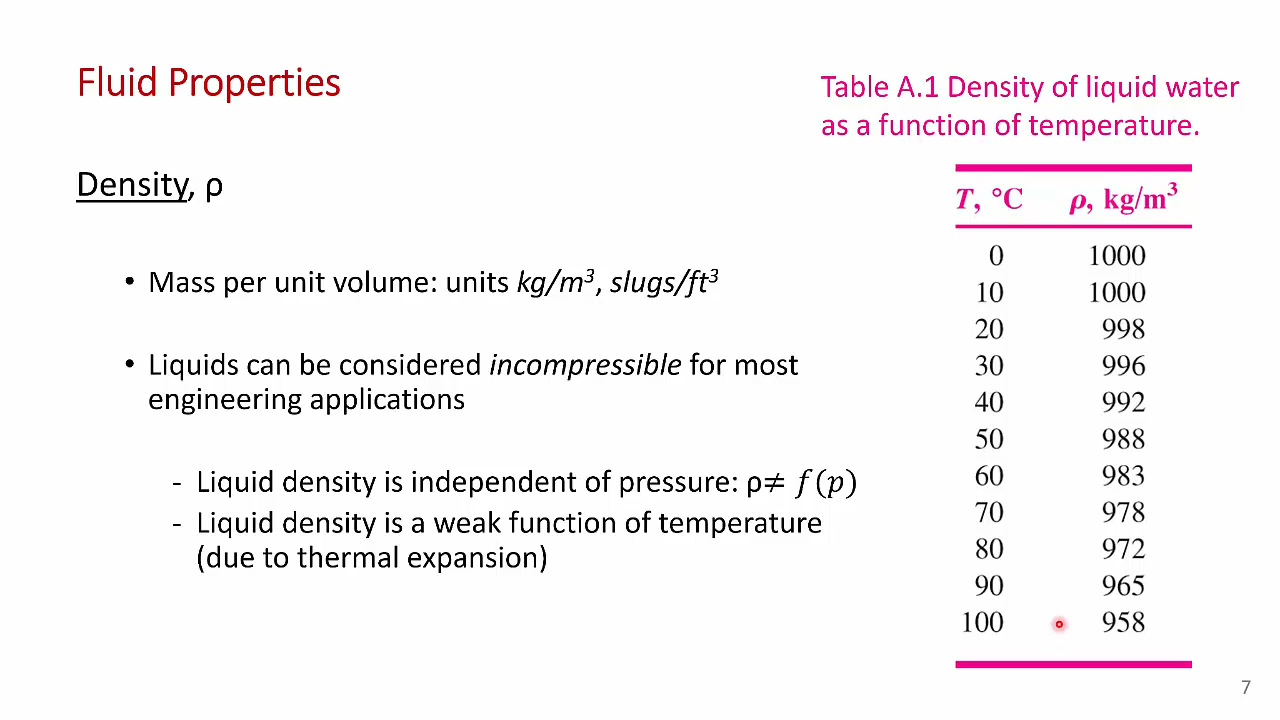 Fluid Properties
Table A.1 Density of liquid water
as a function of temperature.
Density, ρ
• Mass per unit volume: units kg/m³, slugs/ft³
• Liquids can be considered incompressible for most
engineering applications
- Liquid density is independent of pressure: ρ≠ 𝑓(𝑝)
- Liquid density is a weak function of temperature
(due to thermal expansion)
T, °C ρ, kg/m³
0 1000
10 1000
20 998
30 996
40 992
50 988
60 983
70 978
80 972
90 965
100 958
7